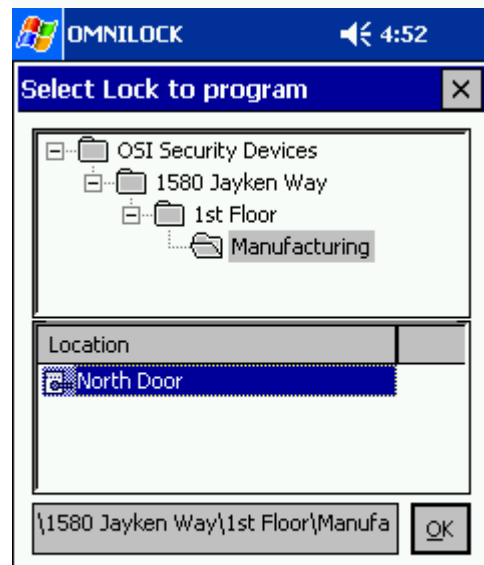 OMNILOCK 4:52
Select Lock to program
OSI Security Devices
1580 Jayken Way
1st Floor
Manufacturing
Location
North Door
\1580 Jayken Way\1st Floor\Manufa
OK